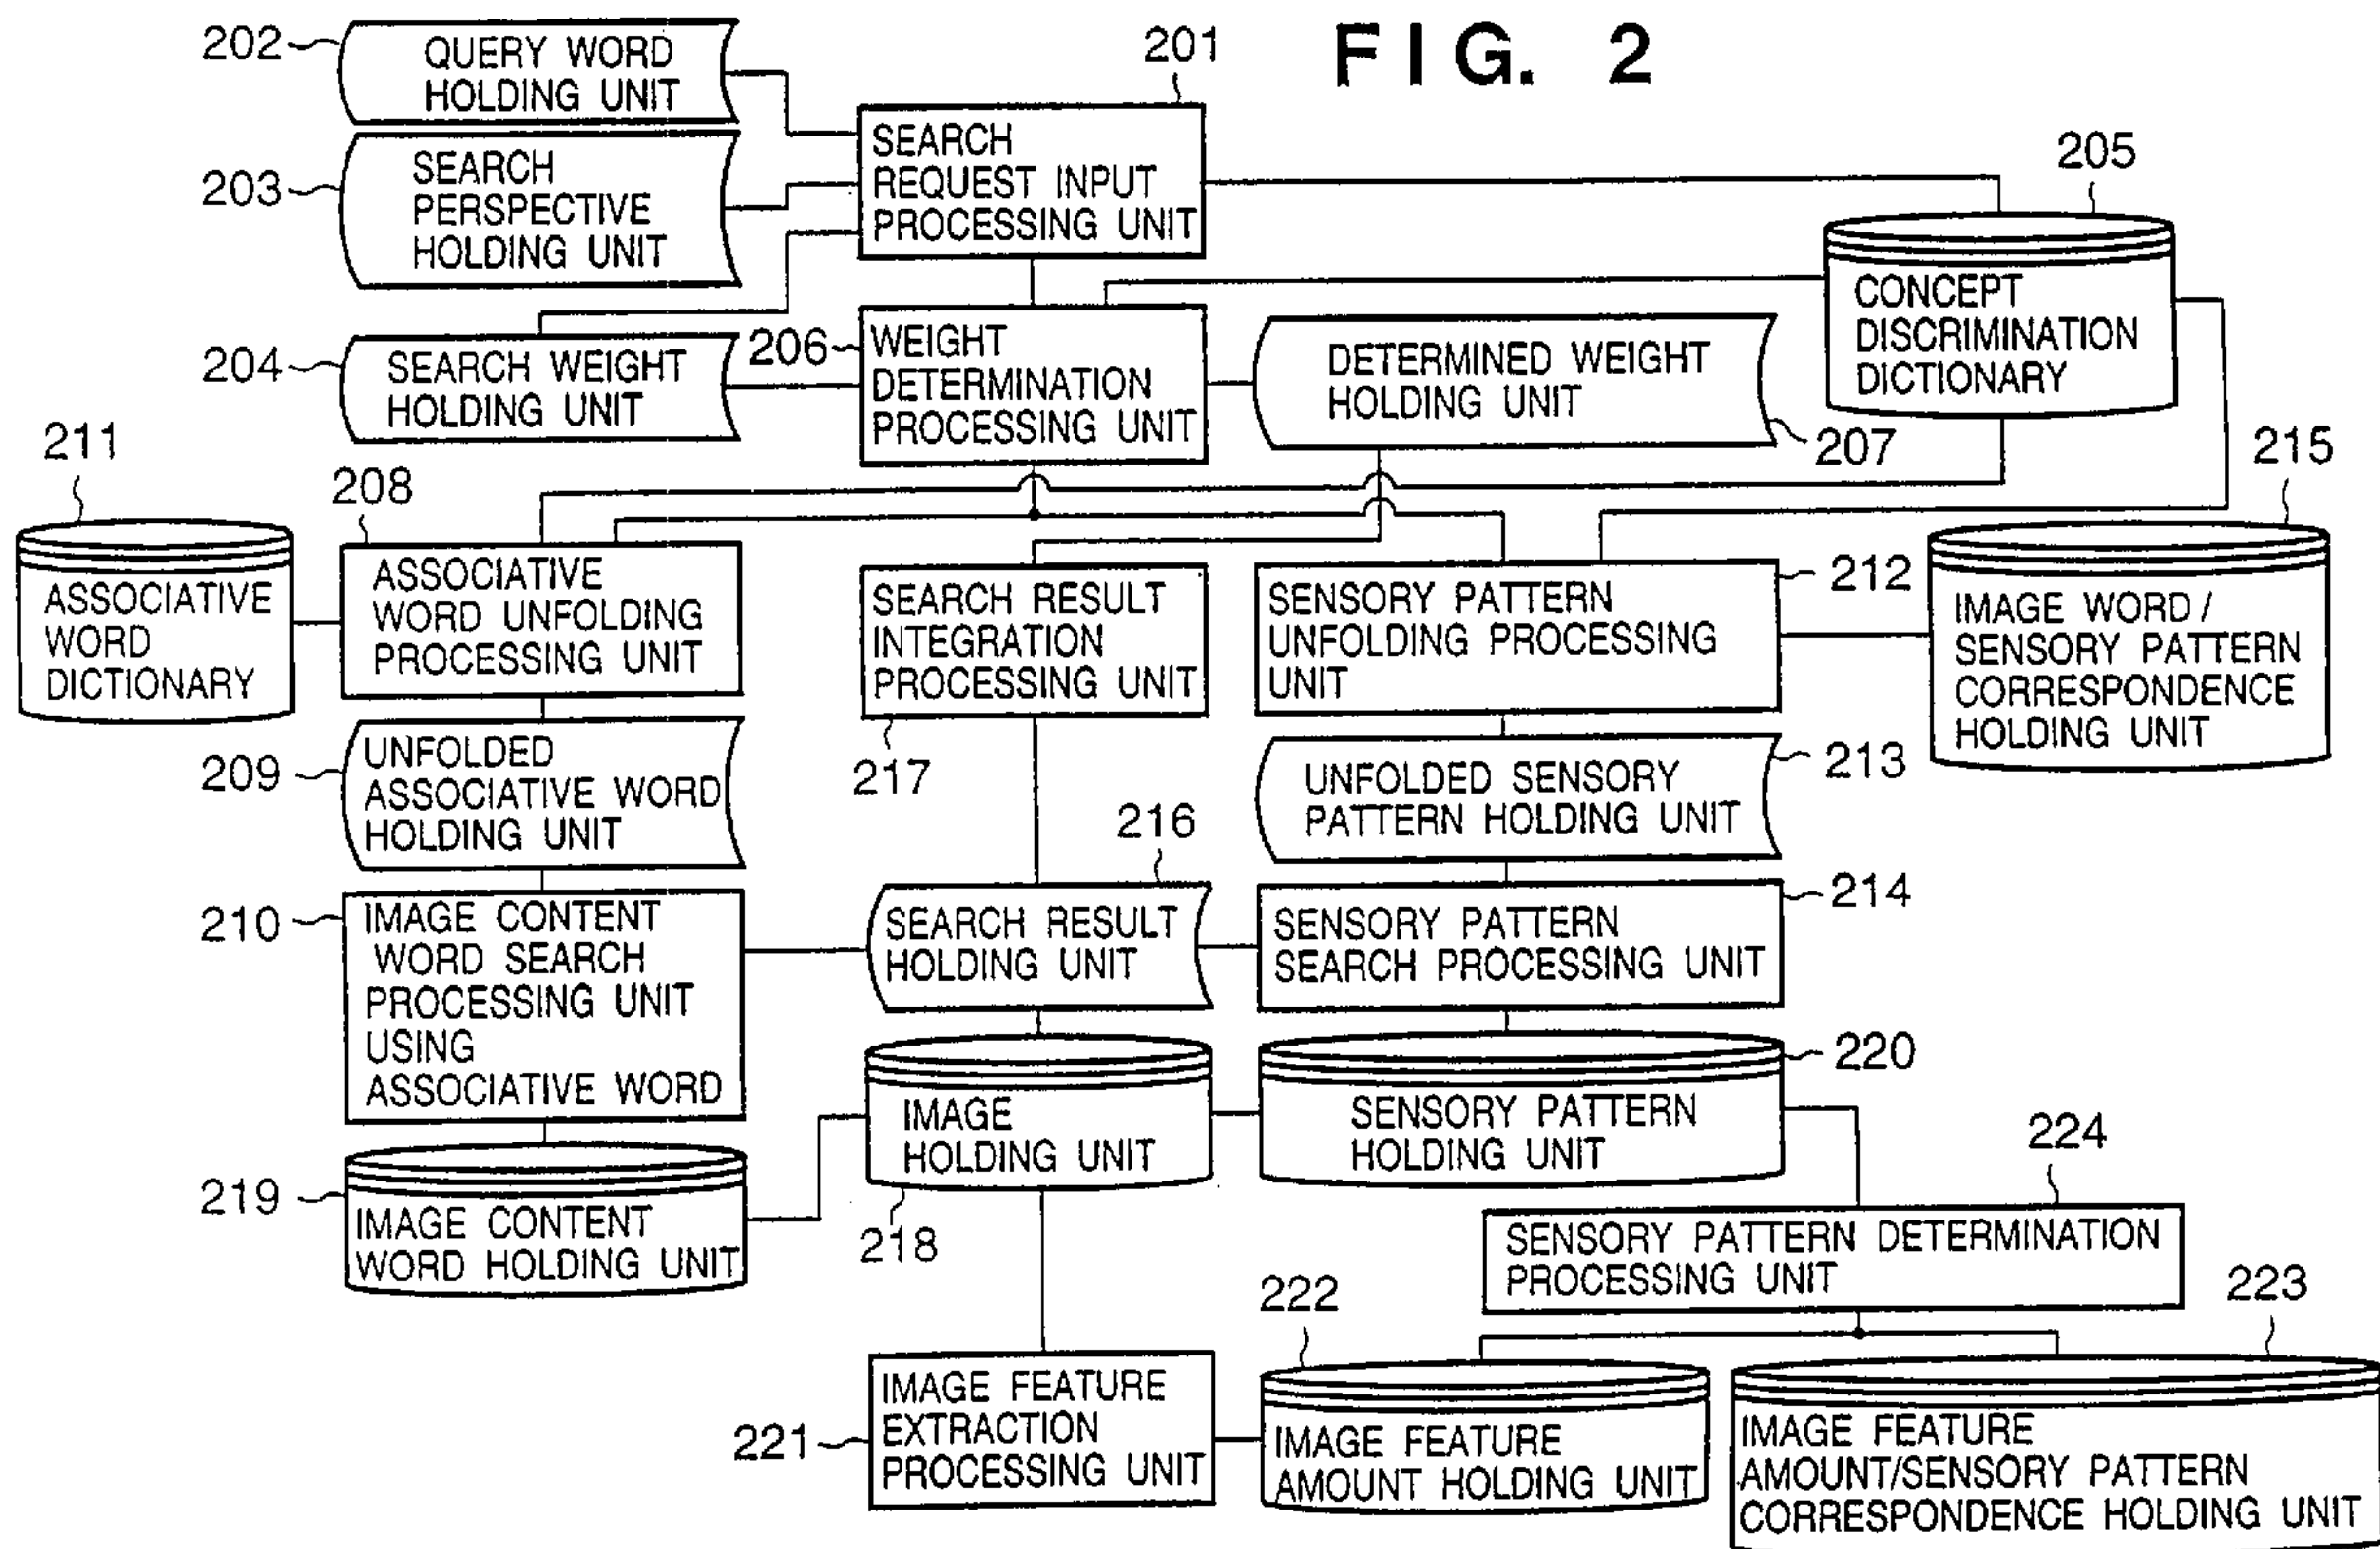 FIG. 2
202
QUERY WORD
HOLDING UNIT
201
SEARCH
REQUEST INPUT
PROCESSING UNIT
203
SEARCH
PERSPECTIVE
HOLDING UNIT
205
CONCEPT
DISCRIMINATION
DICTIONARY
204
SEARCH WEIGHT
HOLDING UNIT
206
WEIGHT
DETERMINATION
PROCESSING UNIT
DETERMINED WEIGHT
HOLDING UNIT
207
211
ASSOCIATIVE
WORD
DICTIONARY
208
ASSOCIATIVE
WORD UNFOLDING
PROCESSING UNIT
SEARCH RESULT
INTEGRATION
PROCESSING UNIT
217
SENSORY PATTERN
UNFOLDING PROCESSING
UNIT
212
215
IMAGE WORD /
SENSORY PATTERN
CORRESPONDENCE
HOLDING UNIT
209
UNFOLDED
ASSOCIATIVE WORD
HOLDING UNIT
UNFOLDED SENSORY
PATTERN HOLDING UNIT
213
210
IMAGE CONTENT
WORD SEARCH
PROCESSING UNIT
USING
ASSOCIATIVE WORD
216
SEARCH RESULT
HOLDING UNIT
SENSORY PATTERN
SEARCH PROCESSING UNIT
214
219
IMAGE CONTENT
WORD HOLDING UNIT
IMAGE
HOLDING UNIT
218
SENSORY PATTERN
HOLDING UNIT
220
224
SENSORY PATTERN DETERMINATION
PROCESSING UNIT
221
IMAGE FEATURE
EXTRACTION
PROCESSING UNIT
222
IMAGE FEATURE
AMOUNT HOLDING UNIT
223
IMAGE FEATURE
AMOUNT/SENSORY PATTERN
CORRESPONDENCE HOLDING UNIT